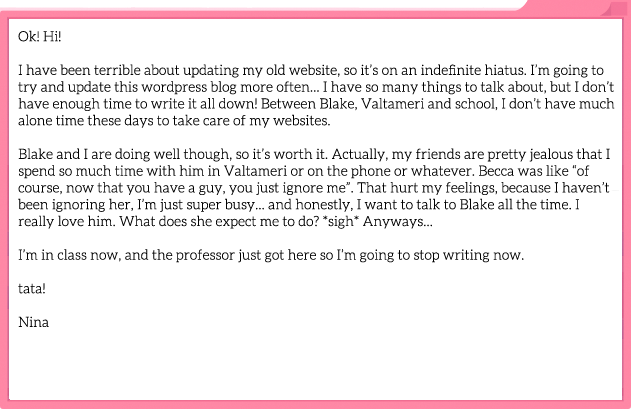 Ok! Hi!
I have been terrible about updating my old website, so it's on an indefinite hiatus. I'm going to
try and update this wordpress blog more often... I have so many things to talk about, but I don't
have enough time to write it all down! Between Blake, Valtameri and school, I don't have much
alone time these days to take care of my websites.
Blake and I are doing well though, so it's worth it. Actually, my friends are pretty jealous that I
spend so much time with him in Valtameri or on the phone or whatever. Becca was like "of
course, now that you have a guy, you just ignore me". That hurt my feelings, because I haven't
been ignoring her, I'm just super busy... and honestly, I want to talk to Blake all the time. I
really love him. What does she expect me to do? *sigh* Anyways...
I'm in class now, and the professor just got here so I'm going to stop writing now.
tata!
Nina